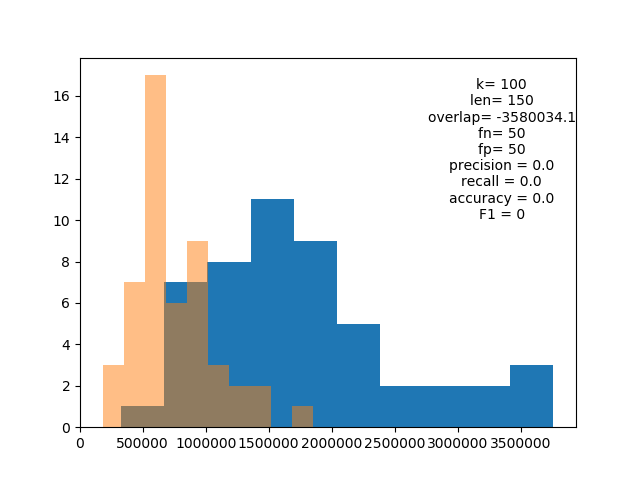 k= 100
len= 150
overlap= -3580034.1
fn= 50
fp= 50
precision = 0.0
recall = 0.0
accuracy = 0.0
F1 = 0
16
14
12
10
8
6
4
2
0
0 500000 1000000 1500000 2000000 2500000 3000000 3500000